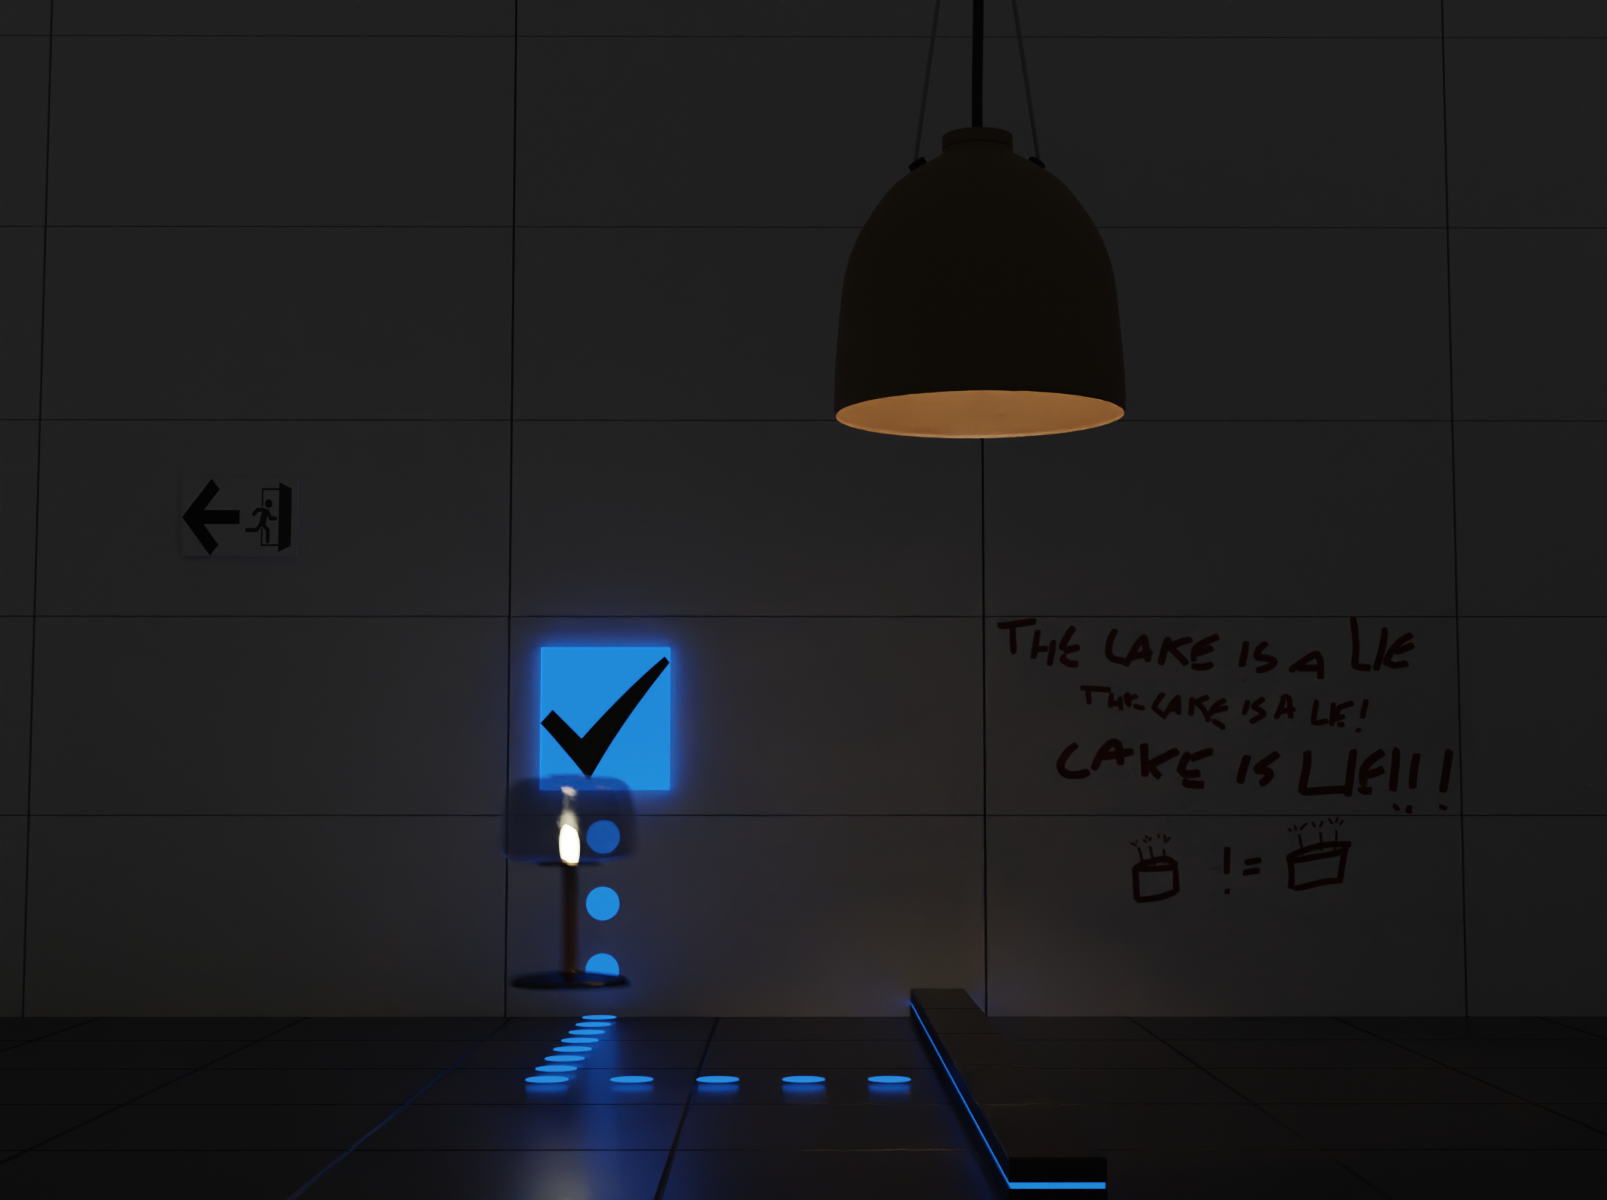 THE CAKE IS A LIE
THE CAKE IS A LIE!
CAKE IS LIE!!!
!=